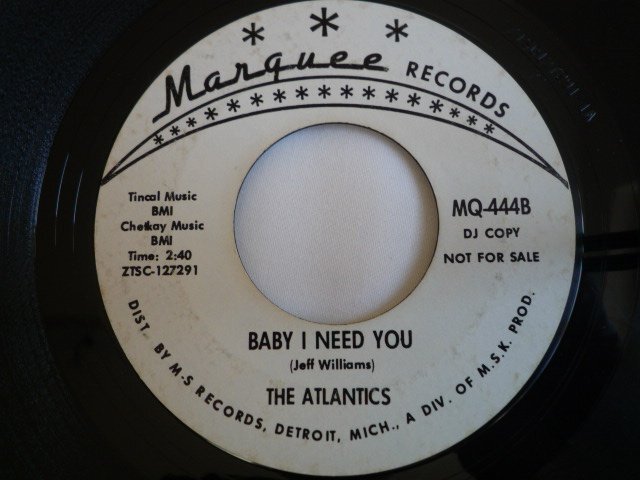 Marquee RECORDS
Tincal Music
BMI
Chetkay Music
BMI
Time: 2:40
ZTSC-127291
MQ-444B
DJ COPY
NOT FOR SALE
BABY I NEED YOU
(Jeff Williams)
THE ATLANTICS
DIST. BY M-S RECORDS, DETROIT, MICH., A DIV. OF M.S.K. PROD.